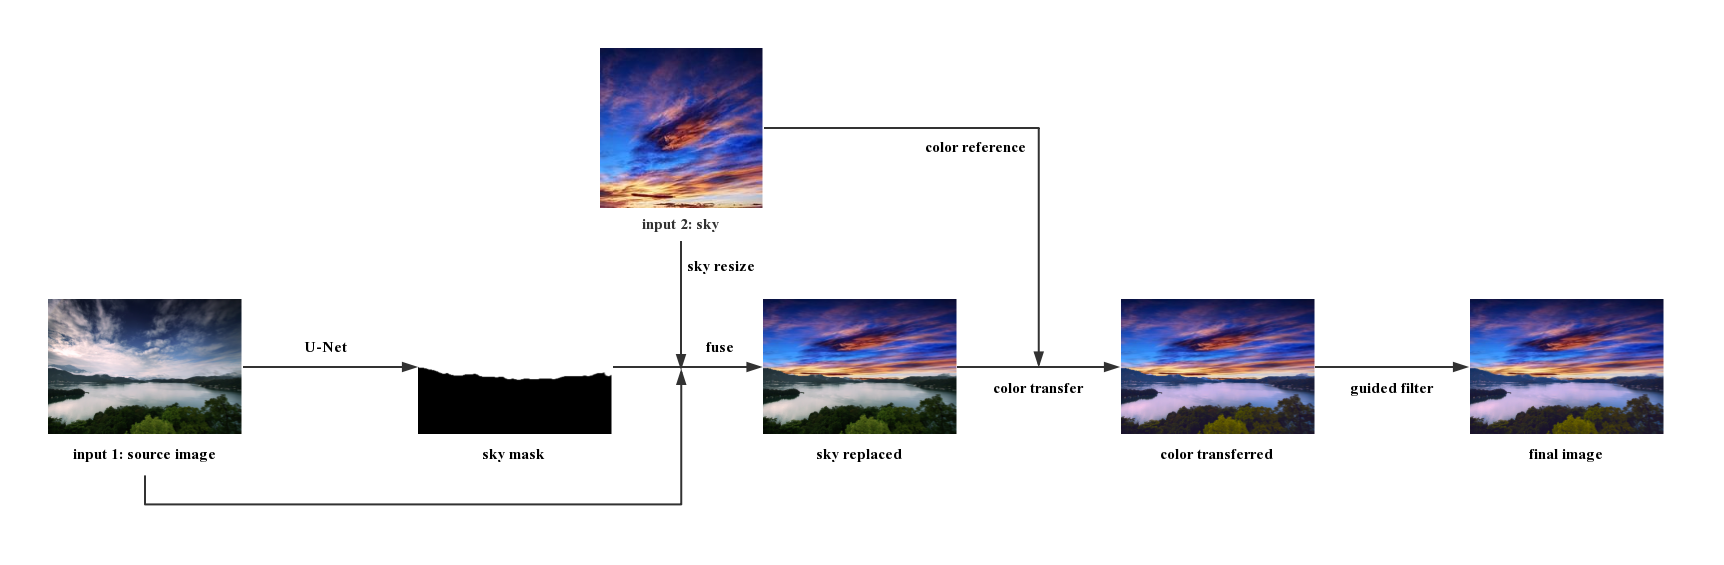 color reference
input 2: sky
sky resize
U-Net
fuse
color transfer
guided filter
input 1: source image
sky mask
sky replaced
color transferred
final image